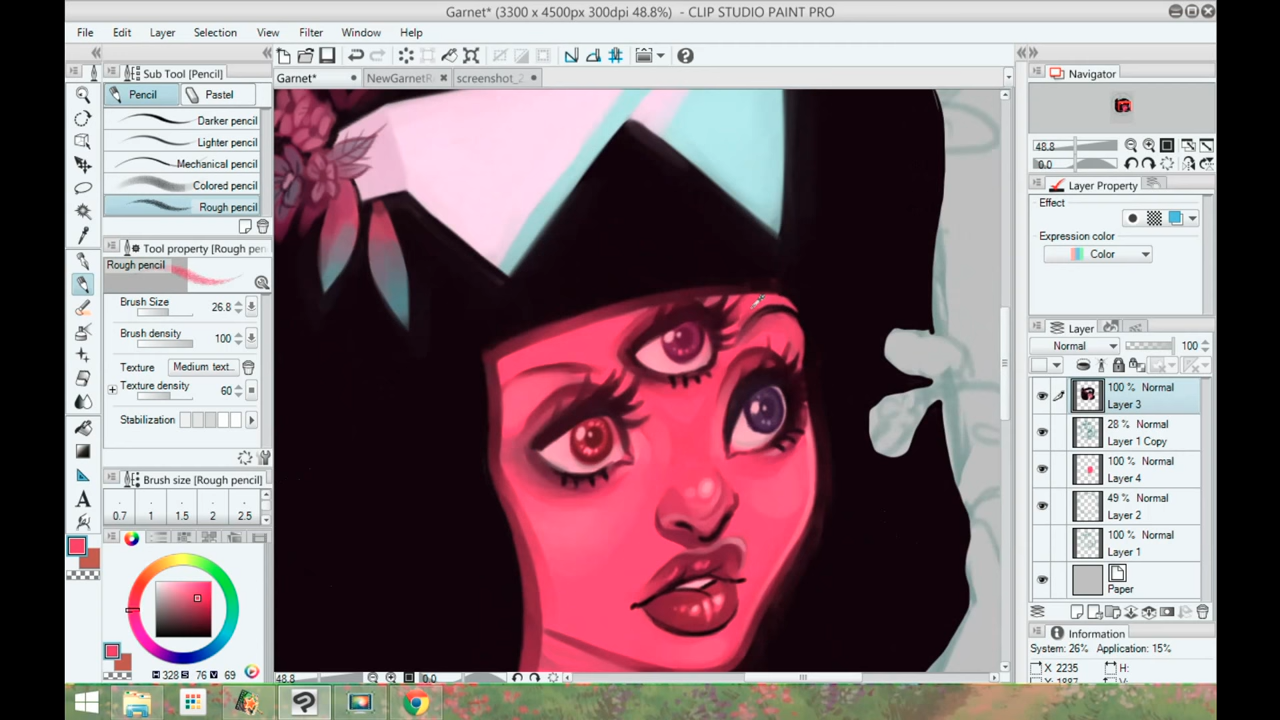 Garnet* (3300 x 4500px 300dpi 48.8%) - CLIP STUDIO PAINT PRO
File Edit Layer Selection View Filter Window Help
Sub Tool [Pencil]
Garnet* NewGarnetR screenshot_2
Navigator
Pencil Pastel
Darker pencil
Lighter pencil
Mechanical pencil
Colored pencil
Rough pencil
48.8
0.0
Layer Property
Effect
Expression color
Color
Tool property [Rough pen
Rough pencil
Brush Size 26.8
Brush density 100
Texture Medium text..
Texture density 60
Stabilization
Layer
Normal 100
100 % Normal
Layer 3
28 % Normal
Layer 1 Copy
100 % Normal
Layer 4
49 % Normal
Layer 2
100 % Normal
Layer 1
Paper
Brush size [Rough pencil]
0.7 1 1.5 2 2.5
A
Information
System: 26% Application: 15%
X 2235 H:
H 328 S 76 V 69
48.8 0.0